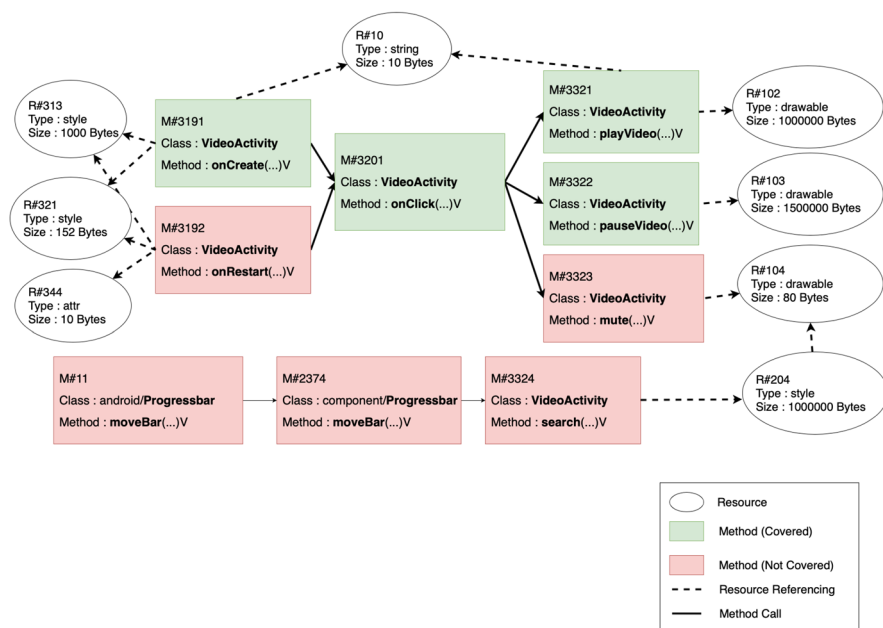 R#10
Type : string
Size : 10 Bytes
R#313
Type : style
Size : 1000 Bytes
M#3191
Class : VideoActivity
Method : onCreate(...)V
M#3321
Class : VideoActivity
Method : playVideo(...)V
R#102
Type : drawable
Size : 1000000 Bytes
M#3201
Class : VideoActivity
Method : onClick(...)V
R#321
Type : style
Size : 152 Bytes
M#3192
Class : VideoActivity
Method : onRestart(...)V
M#3322
Class : VideoActivity
Method : pauseVideo(...)V
R#103
Type : drawable
Size : 1500000 Bytes
R#344
Type : attr
Size : 10 Bytes
M#3323
Class : VideoActivity
Method : mute(...)V
R#104
Type : drawable
Size : 80 Bytes
M#11
Class : android/Progressbar
Method : moveBar(...)V
M#2374
Class : component/Progressbar
Method : moveBar(...)V
M#3324
Class : VideoActivity
Method : search(...)V
R#204
Type : style
Size : 1000000 Bytes
Resource
Method (Covered)
Method (Not Covered)
Resource Referencing
Method Call